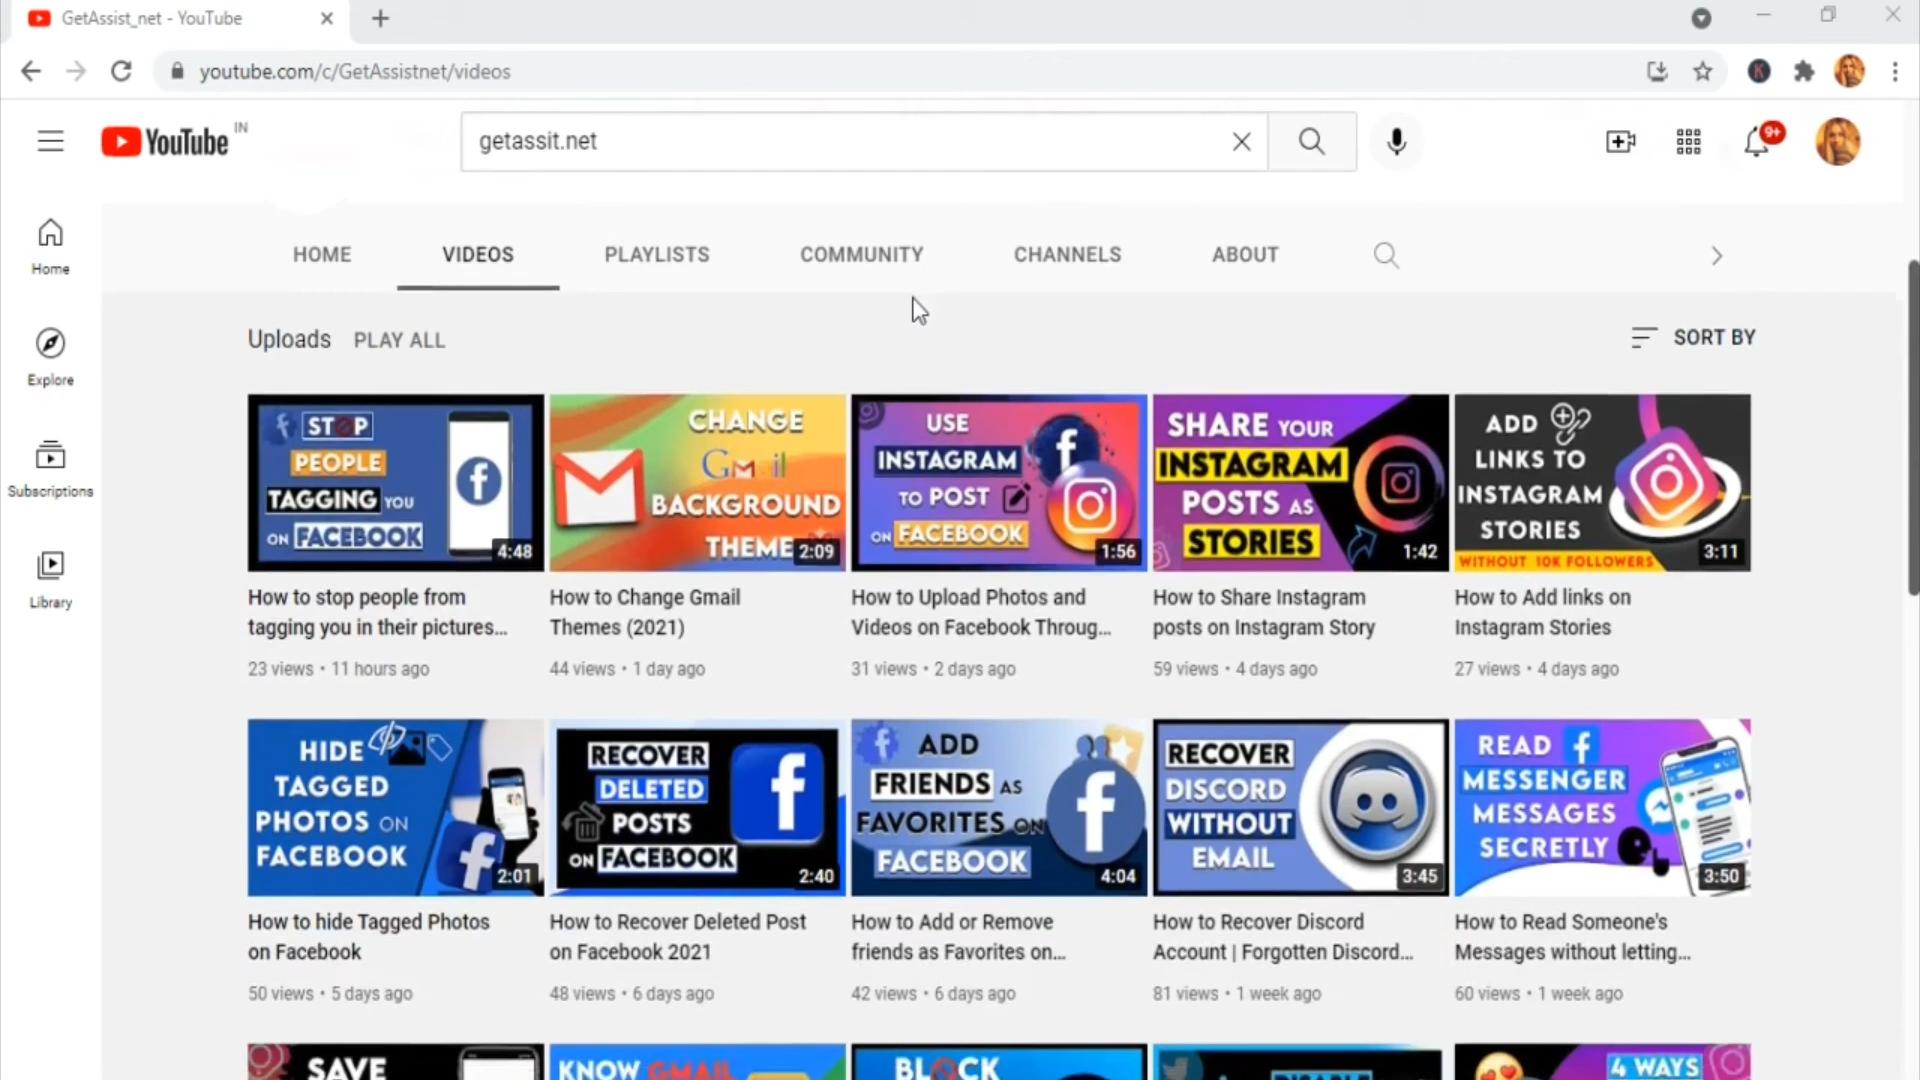 GetAssist_net - YouTube
youtube.com/c/GetAssistnet/videos
K
YouTube IN
getassit.net
9+
HOME VIDEOS PLAYLISTS COMMUNITY CHANNELS ABOUT
Home
Explore
Subscriptions
Library
Uploads PLAY ALL
SORT BY
STOP
PEOPLE
TAGGING YOU
ON FACEBOOK
4:48
CHANGE
Gmail
BACKGROUND
THEME
2:09
USE
INSTAGRAM
TO POST
ON FACEBOOK
1:56
SHARE YOUR
INSTAGRAM
POSTS AS
STORIES
1:42
ADD
LINKS TO
INSTAGRAM
STORIES
WITHOUT 10K FOLLOWERS
3:11
How to stop people from
tagging you in their pictures...
23 views • 11 hours ago
How to Change Gmail
Themes (2021)
44 views • 1 day ago
How to Upload Photos and
Videos on Facebook Throug...
31 views • 2 days ago
How to Share Instagram
posts on Instagram Story
59 views • 4 days ago
How to Add links on
Instagram Stories
27 views • 4 days ago
HIDE
TAGGED
PHOTOS ON
FACEBOOK
2:01
RECOVER
DELETED
POSTS
ON FACEBOOK
2:40
ADD
FRIENDS AS
FAVORITES ON
FACEBOOK
4:04
RECOVER
DISCORD
WITHOUT
EMAIL
3:45
READ
MESSENGER
MESSAGES
SECRETLY
3:50
How to hide Tagged Photos
on Facebook
50 views • 5 days ago
How to Recover Deleted Post
on Facebook 2021
48 views • 6 days ago
How to Add or Remove
friends as Favorites on...
42 views • 6 days ago
How to Recover Discord
Account | Forgotten Discord...
81 views • 1 week ago
How to Read Someone's
Messages without letting...
60 views • 1 week ago
SAVE
KNOW GMAIL
BLOCK
DISABLE
4 WAYS